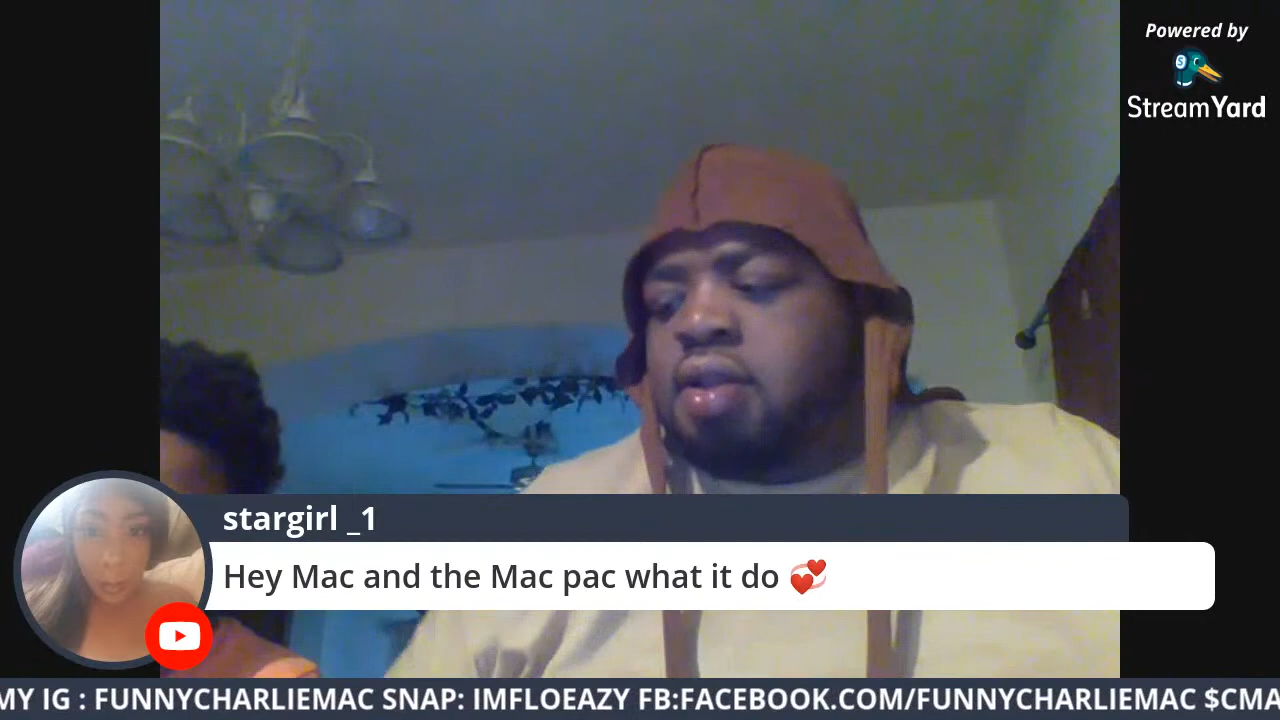 Powered by
StreamYard
stargirl _1
Hey Mac and the Mac pac what it do 💞
MY IG : FUNNYCHARLIEMAC SNAP: IMFLOEAZY FB:FACEBOOK.COM/FUNNYCHARLIEMAC $CMA